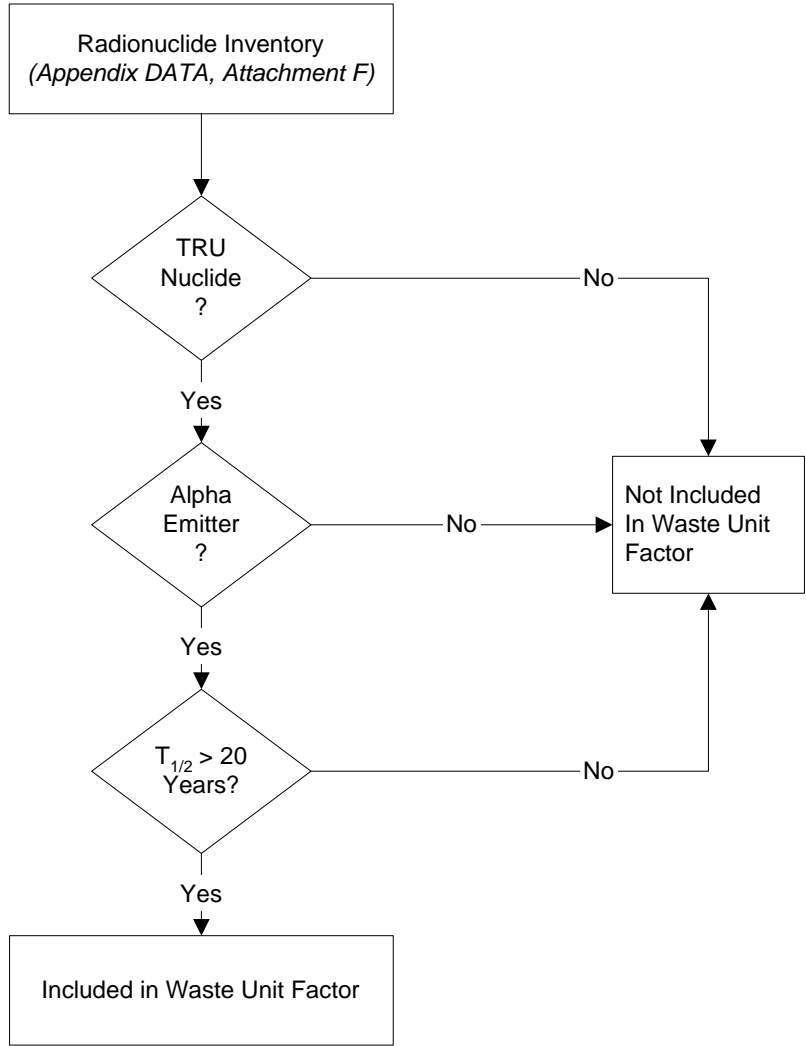 Radionuclide Inventory
(Appendix DATA, Attachment F)
TRU
Nuclide
?
No
Yes
Alpha
Emitter
?
No
Not Included
In Waste Unit
Factor
Yes
T1/2 > 20
Years?
No
Yes
Included in Waste Unit Factor